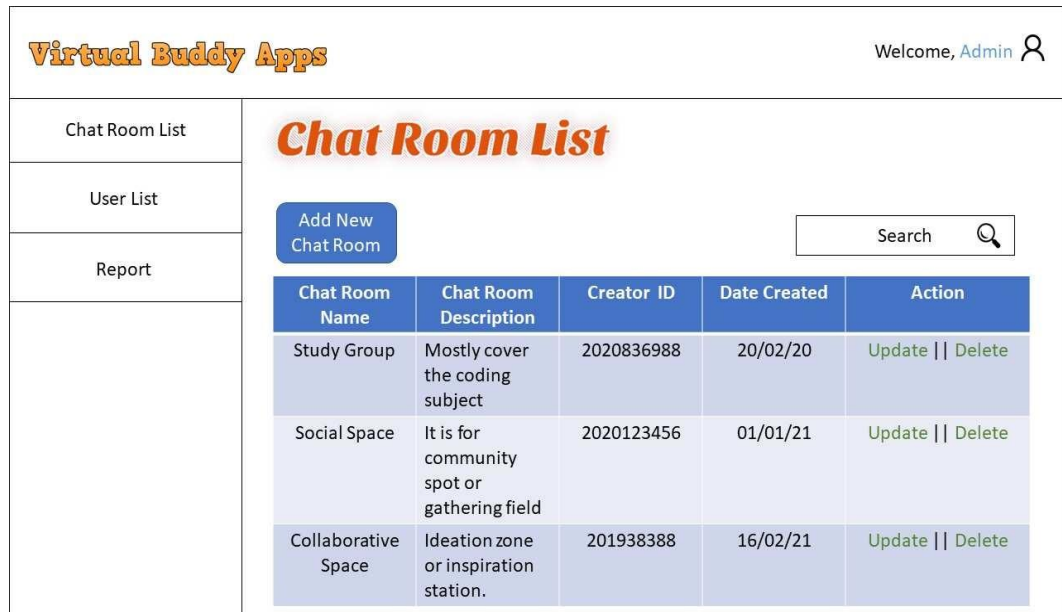 Virtual Buddy Apps
Welcome, Admin
Chat Room List
User List
Report
Chat Room List
Add New
Chat Room
Search
Chat Room
Name
Chat Room
Description
Creator ID
Date Created
Action
Study Group
Mostly cover
the coding
subject
2020836988
20/02/20
Update || Delete
Social Space
It is for
community
spot or
gathering field
2020123456
01/01/21
Update || Delete
Collaborative
Space
Ideation zone
or inspiration
station.
201938388
16/02/21
Update || Delete